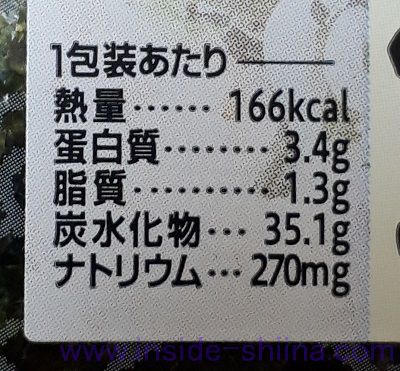 1包装あたり
熱量…… 166kcal
蛋白質…….. 3.4g
脂質……….. 1.3g
炭水化物… 35.1g
ナトリウム… 270mg
www.inside-shiina.com